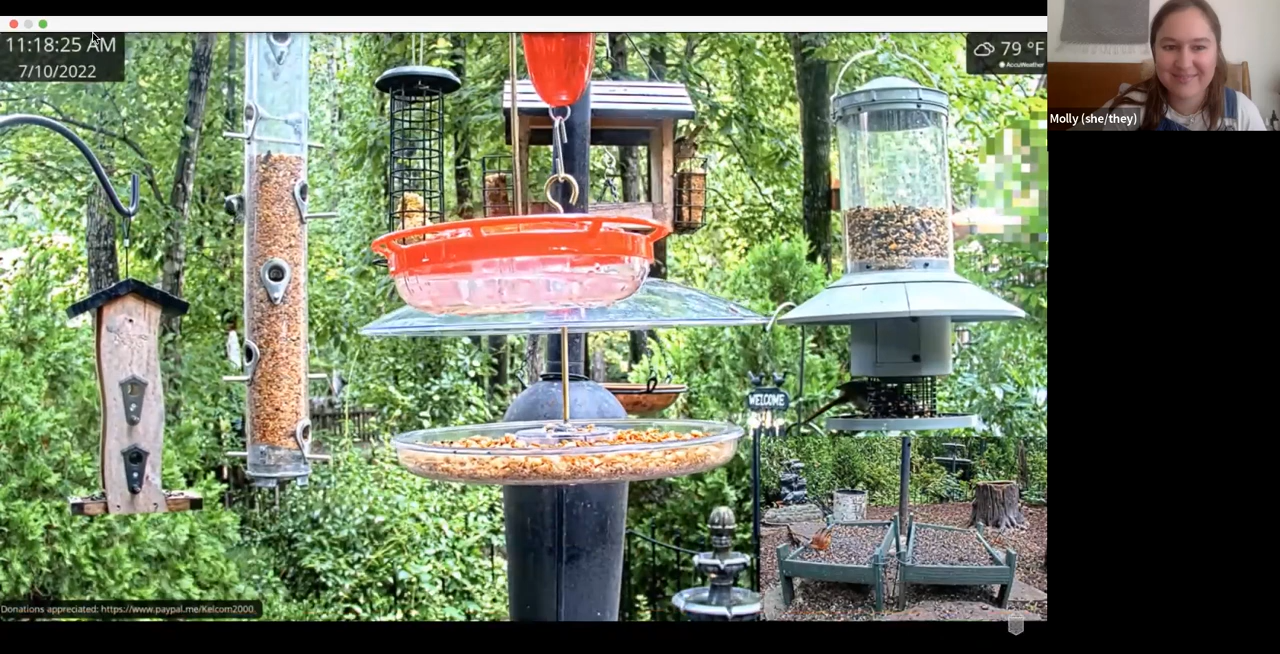 11:18:25 AM
7/10/2022
79 °F
AccuWeather
Molly (she/they)
WELCOME
Donations appreciated: https://www.paypal.me/Kelcom2000